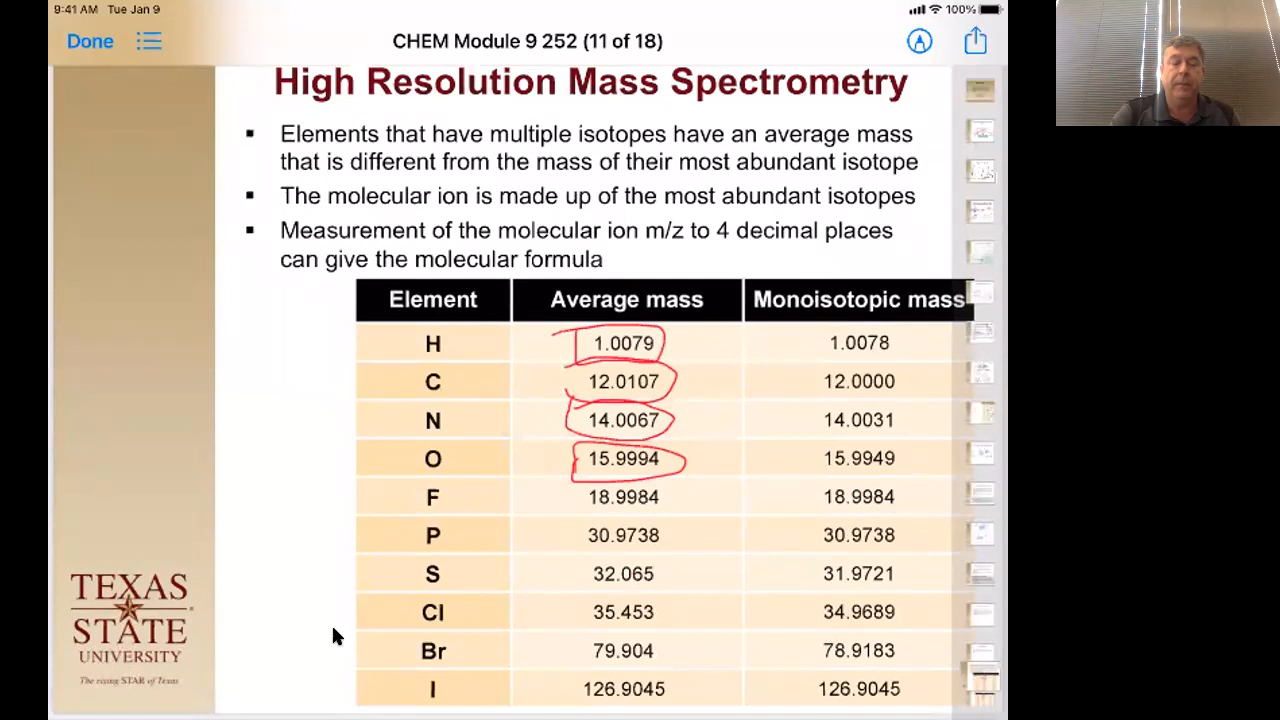 9:41 AM Tue Jan 9
100%
Done
CHEM Module 9 252 (11 of 18)
High Resolution Mass Spectrometry
▪ Elements that have multiple isotopes have an average mass
that is different from the mass of their most abundant isotope
▪ The molecular ion is made up of the most abundant isotopes
▪ Measurement of the molecular ion m/z to 4 decimal places
can give the molecular formula
Element Average mass Monoisotopic mass
H 1.0079 1.0078
C 12.0107 12.0000
N 14.0067 14.0031
O 15.9994 15.9949
F 18.9984 18.9984
P 30.9738 30.9738
S 32.065 31.9721
Cl 35.453 34.9689
Br 79.904 78.9183
I 126.9045 126.9045
TEXAS
STATE
UNIVERSITY
The rising STAR of Texas